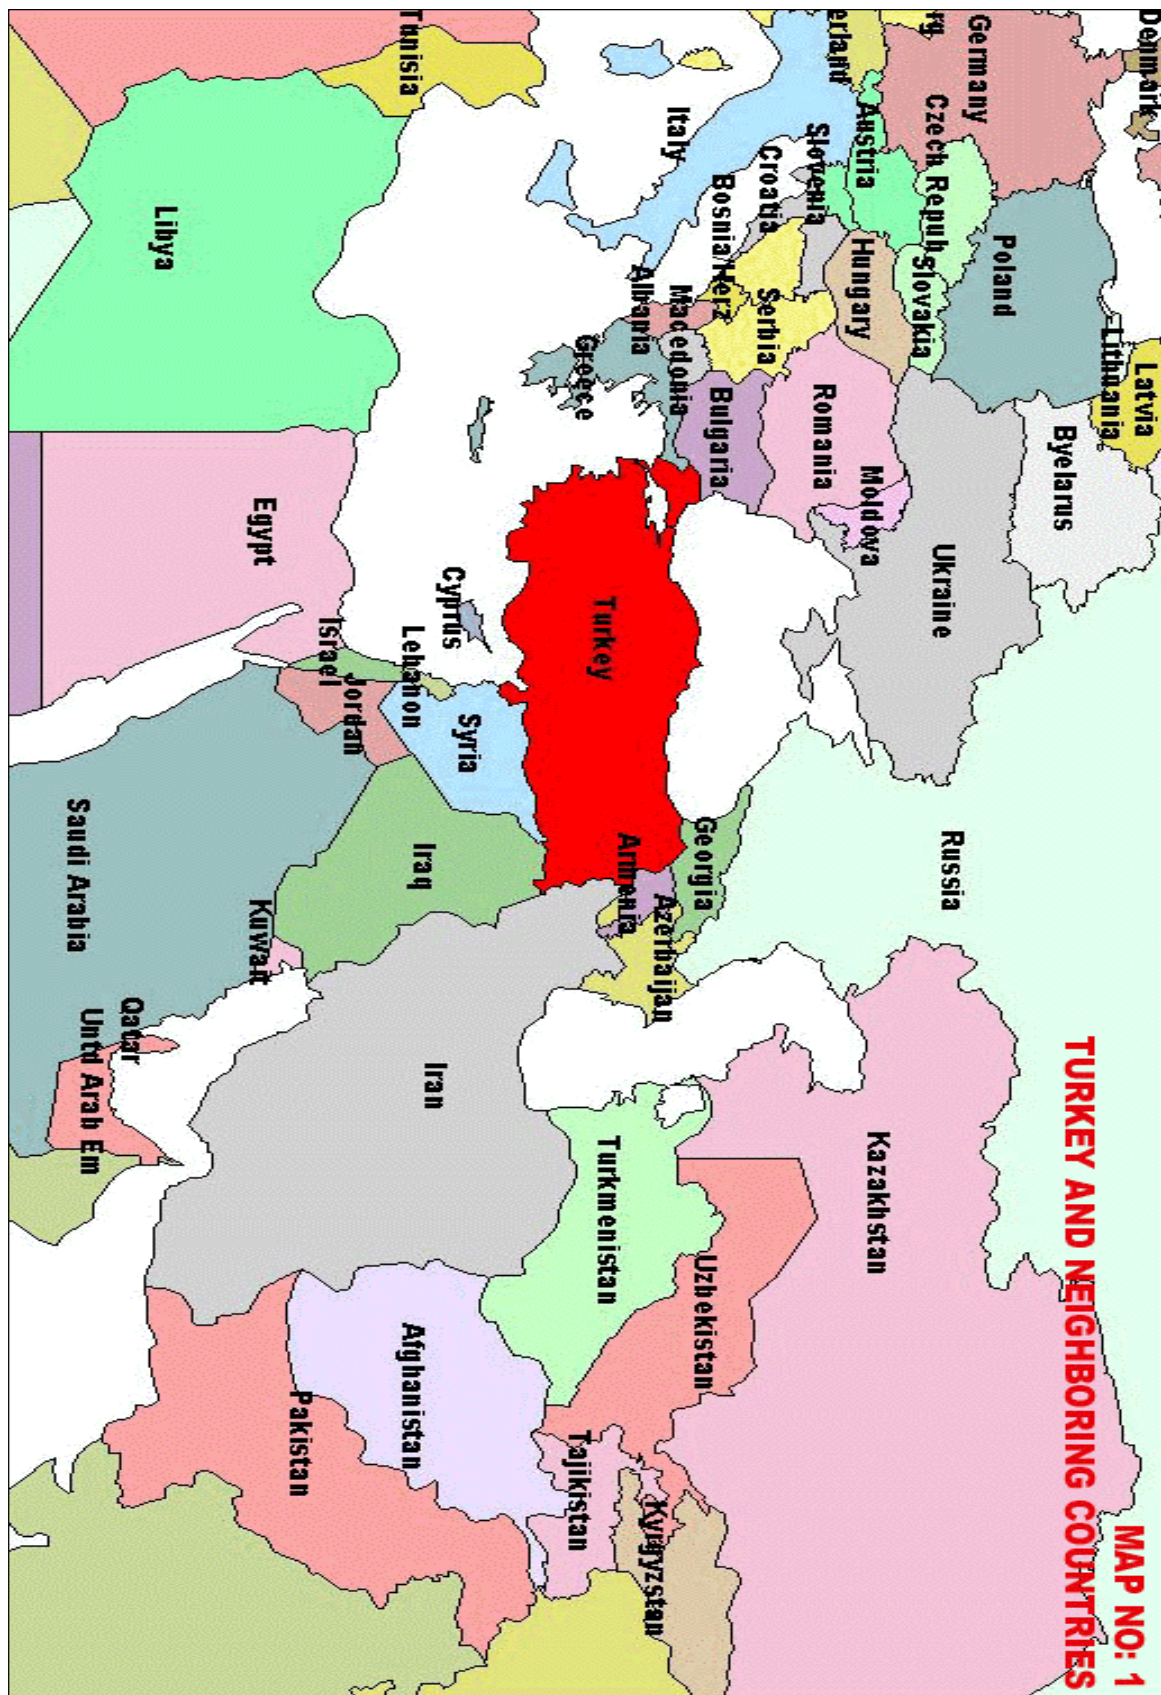 MAP NO: 1
TURKEY AND NEIGHBORING COUNTRIES
Denmark
Latvia
Lithuania
Byelarus
Germany
Poland
Czech Repub
Ukraine
Russia
rg
Slovakia
Kazakhstan
erland
Austria
Hungary
Moldova
Slovenia
Romania
Croatia
Serbia
Bosnia/Herz
Bulgaria
Georgia
Uzbekistan
Italy
Macedonia
Azerbaijan
Kyrgyzstan
Albania
Armenia
Turkey
Turkmenistan
Greece
Tajikistan
Cyprus
Syria
Iran
Tunisia
Lebanon
Iraq
Afghanistan
Jordan
Israel
Pakistan
Egypt
Kuwait
Libya
Qatar
Untd Arab Em
Saudi Arabia